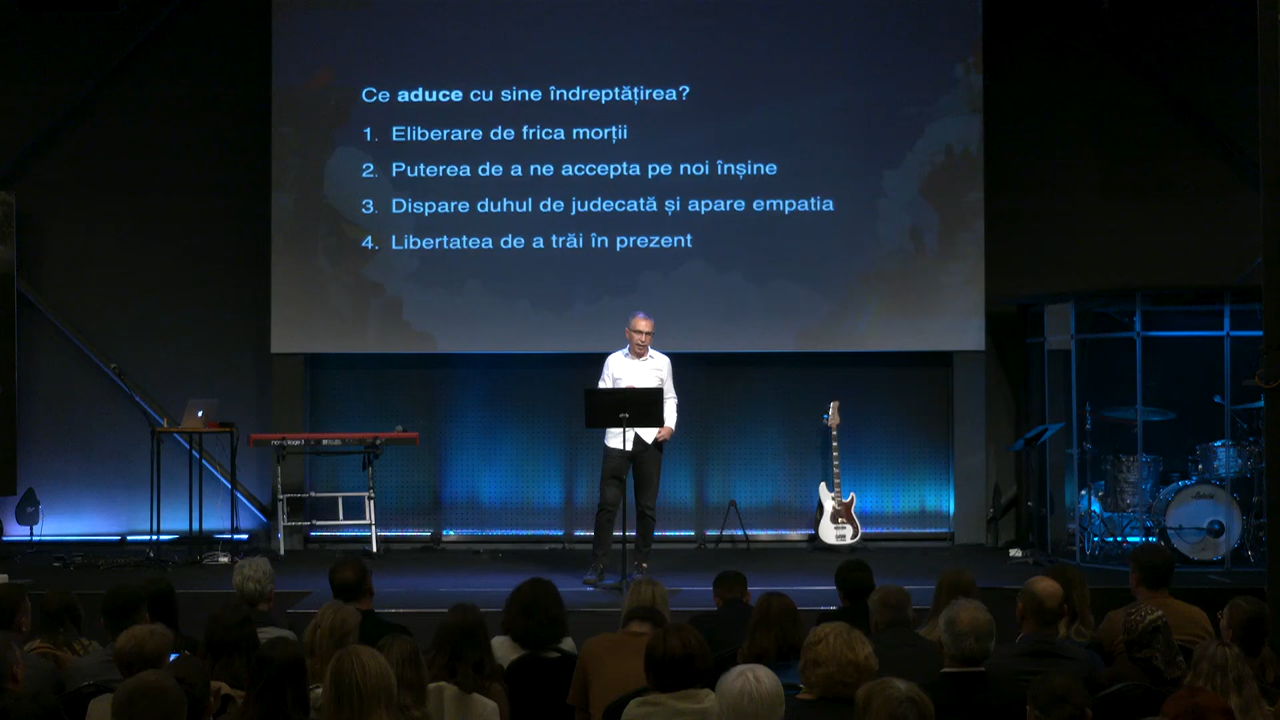 Ce aduce cu sine îndreptățirea?
1. Eliberare de frica morții
2. Puterea de a ne accepta pe noi înșine
3. Dispare duhul de judecată și apare empatia
4. Libertatea de a trăi în prezent